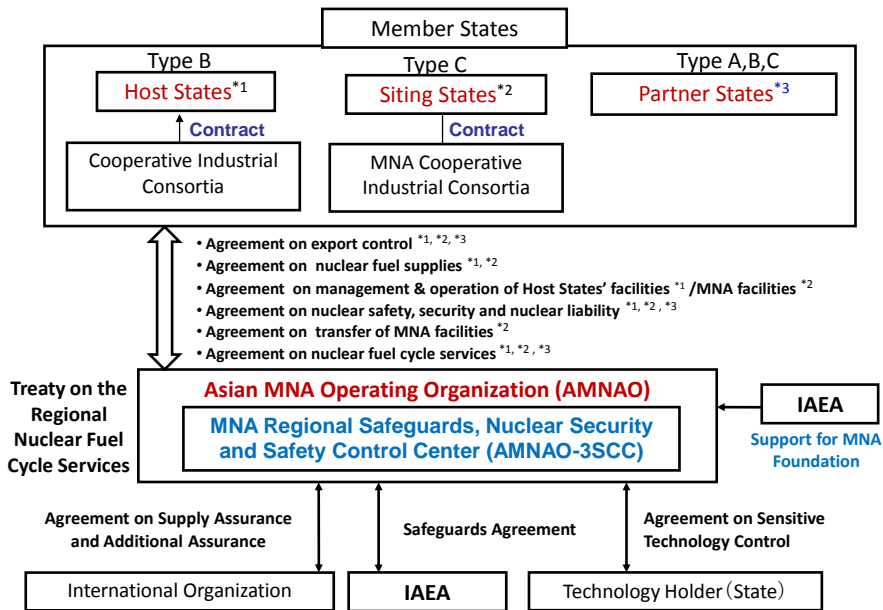 Member States
Type B
Type C
Type A,B,C
Host States*1
Siting States*2
Partner States*3
Contract
Contract
Cooperative Industrial
Consortia
MNA Cooperative
Industrial Consortia
• Agreement on export control *1, *2, *3
• Agreement on nuclear fuel supplies *1, *2
• Agreement on management & operation of Host States’ facilities *1 /MNA facilities *2
• Agreement on nuclear safety, security and nuclear liability *1, *2 , *3
• Agreement on transfer of MNA facilities *2
• Agreement on nuclear fuel cycle services *1, *2 , *3
Treaty on the
Regional
Nuclear Fuel
Cycle Services
Asian MNA Operating Organization (AMNAO)
MNA Regional Safeguards, Nuclear Security
and Safety Control Center (AMNAO-3SCC)
IAEA
Support for MNA
Foundation
Agreement on Supply Assurance
and Additional Assurance
Safeguards Agreement
Agreement on Sensitive
Technology Control
International Organization
IAEA
Technology Holder（State）